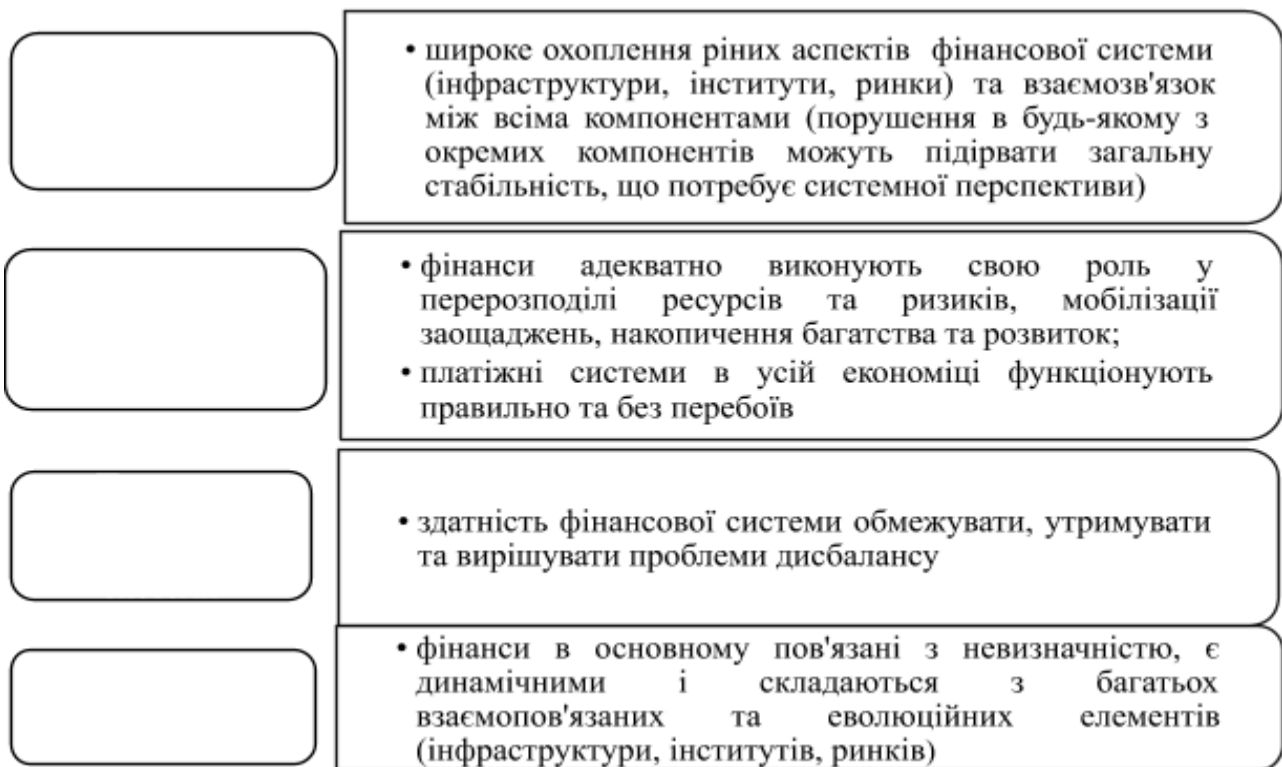 • широке охоплення ріних аспектів фінансової системи
(інфраструктури, інститути, ринки) та взаємозв'язок
між всіма компонентами (порушення в будь-якому з
окремих компонентів можуть підірвати загальну
стабільність, що потребує системної перспективи)
• фінанси адекватно виконують свою роль у
перерозподілі ресурсів та ризиків, мобілізації
заощаджень, накопичення багатства та розвиток;
• платіжні системи в усій економіці функціонують
правильно та без перебоїв
• здатність фінансової системи обмежувати, утримувати
та вирішувати проблеми дисбалансу
• фінанси в основному пов'язані з невизначністю, є
динамічними і складаються з багатьох
взаємопов'язаних та еволюційних елементів
(інфраструктури, інститутів, ринків)